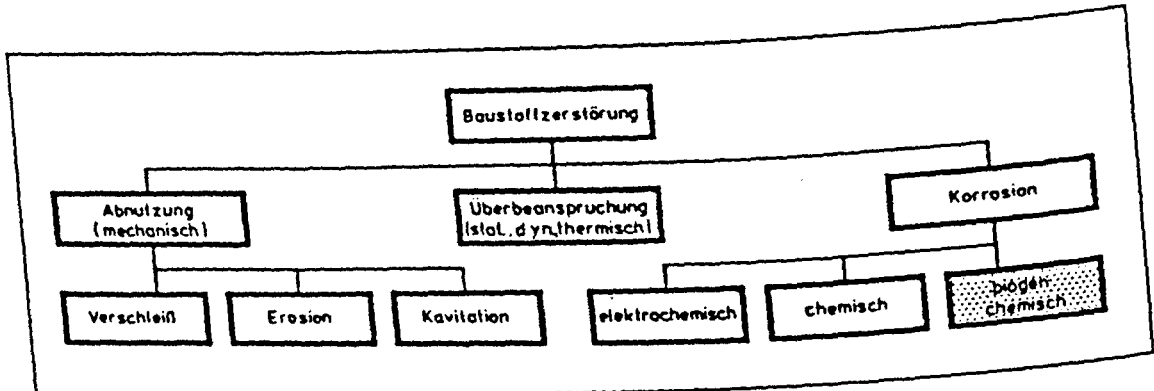 Baustoffzerstörung
Abnutzung
(mechanisch)
Überbeanspruchung
(stat., dyn., thermisch)
Korrosion
Verschleiß
Erosion
Kavitation
elektrochemisch
chemisch
biogen
chemisch